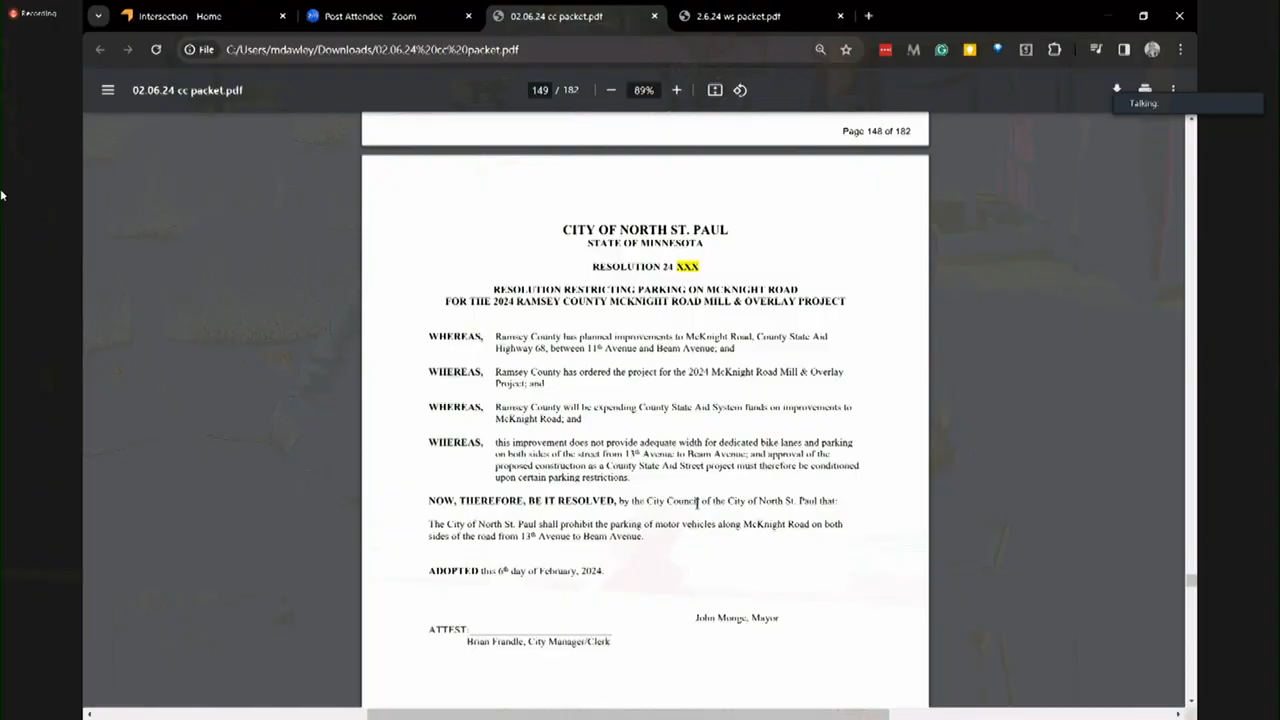 Recording
Intersection Home
Post Attendee Zoom
02.06.24 cc packet.pdf
2.6.24 ws packet.pdf
File
C:/Users/mdawley/Downloads/02.06.24%20cc%20packet.pdf
02.06.24 cc packet.pdf
149 / 182
89%
Talking:
Page 148 of 182
CITY OF NORTH ST. PAUL
STATE OF MINNESOTA
RESOLUTION 24 XXX
RESOLUTION RESTRICTING PARKING ON MCKNIGHT ROAD
FOR THE 2024 RAMSEY COUNTY MCKNIGHT ROAD MILL & OVERLAY PROJECT
WHEREAS, Ramsey County has planned improvements to McKnight Road, County State Aid
Highway 68, between 11th Avenue and Beam Avenue; and
WHEREAS, Ramsey County has ordered the project for the 2024 McKnight Road Mill & Overlay
Project; and
WHEREAS, Ramsey County will be expending County State Aid System funds on improvements to
McKnight Road; and
WHEREAS, this improvement does not provide adequate width for dedicated bike lanes and parking
on both sides of the street from 13th Avenue to Beam Avenue; and approval of the
proposed construction as a County State Aid Street project must therefore be conditioned
upon certain parking restrictions.
NOW, THEREFORE, BE IT RESOLVED, by the City Council of the City of North St. Paul that:
The City of North St. Paul shall prohibit the parking of motor vehicles along McKnight Road on both
sides of the road from 13th Avenue to Beam Avenue.
ADOPTED this 6th day of February, 2024.
John Monge, Mayor
ATTEST:
Brian Frandle, City Manager/Clerk